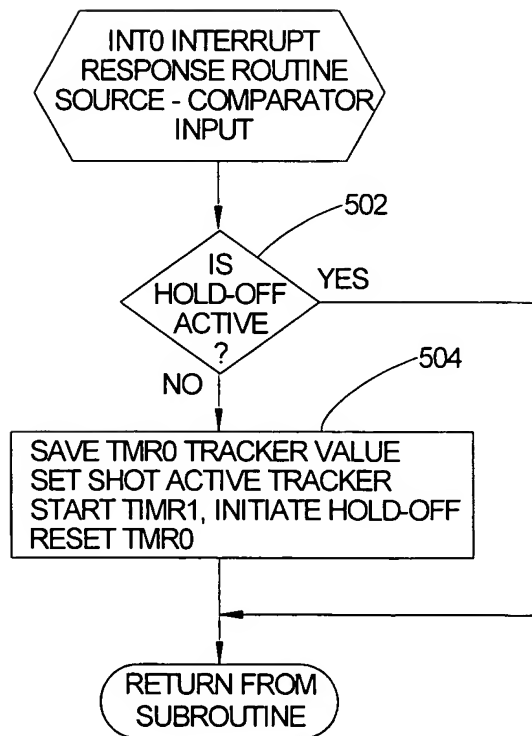 INT0 INTERRUPT
RESPONSE ROUTINE
SOURCE - COMPARATOR
INPUT
502
IS
HOLD-OFF
ACTIVE
?
YES
NO
504
SAVE TMR0 TRACKER VALUE
SET SHOT ACTIVE TRACKER
START TIMR1, INITIATE HOLD-OFF
RESET TMR0
RETURN FROM
SUBROUTINE